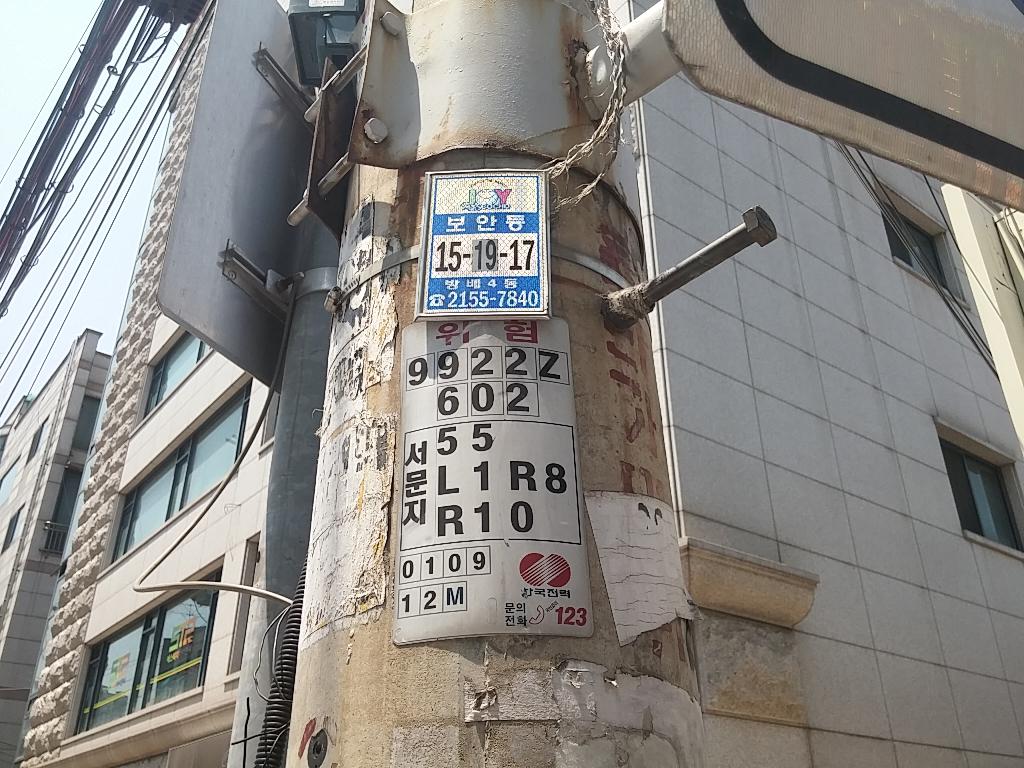 JOY
보안등
15-19-17
방배4동
☎2155-7840
위험
9922Z
602
서문지
55
L1R8
R10
0109
12M
한국전력
문의
전화
123